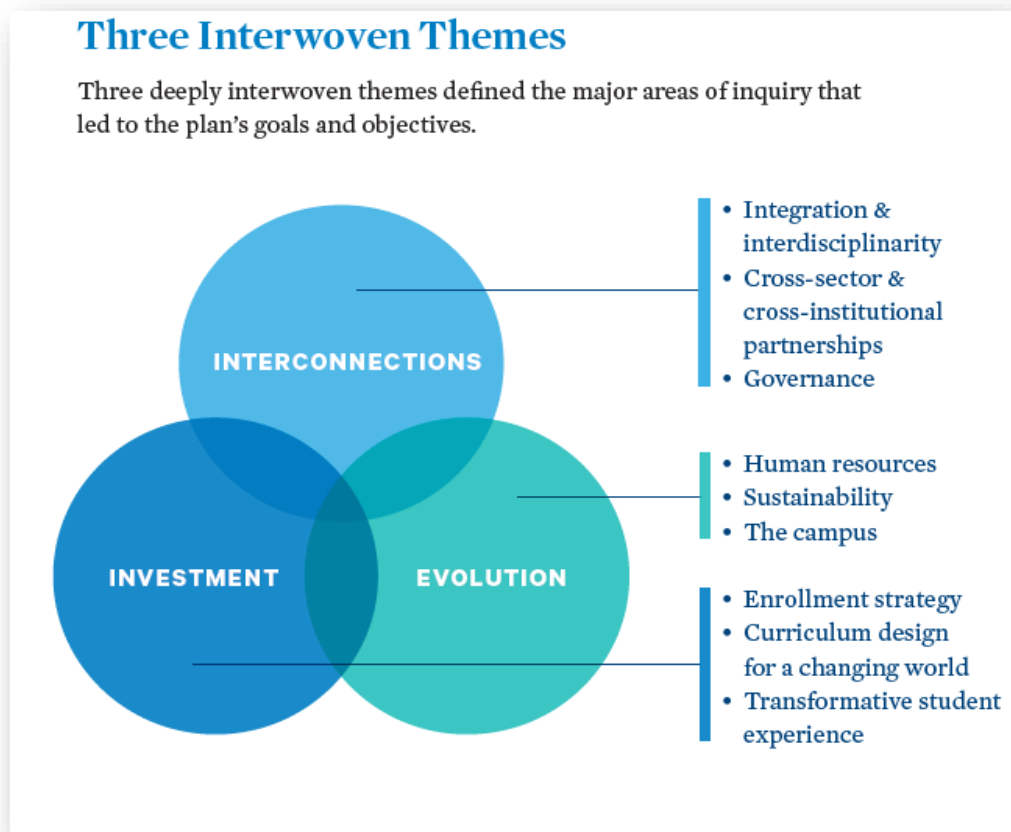 Three Interwoven Themes
Three deeply interwoven themes defined the major areas of inquiry that
led to the plan’s goals and objectives.
INTERCONNECTIONS
• Integration &
interdisciplinarity
• Cross-sector &
cross-institutional
partnerships
• Governance
INVESTMENT
EVOLUTION
• Human resources
• Sustainability
• The campus
• Enrollment strategy
• Curriculum design
for a changing world
• Transformative student
experience